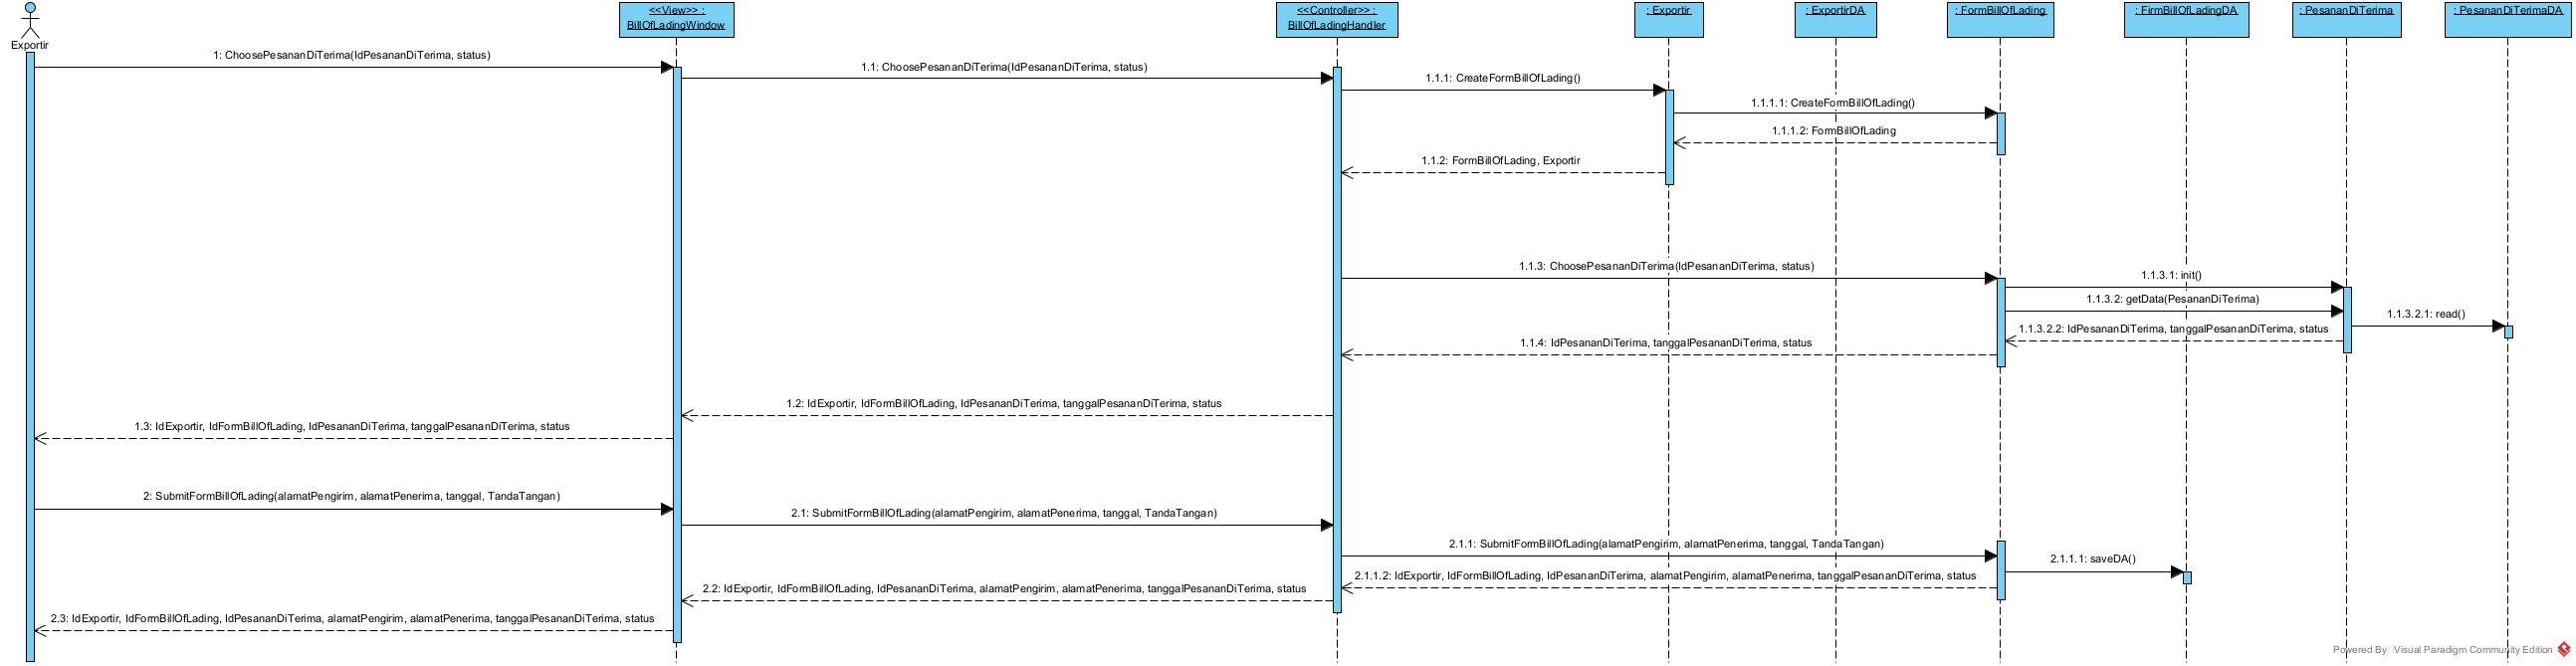 Exportir
<<View>> :
BillOfLadingWindow
<<Controller>> :
BillOfLadingHandler
: Exportir
: ExportirDA
: FormBillOfLading
: FirmBillOfLadingDA
: PesananDiTerima
: PesananDiTerimaDA
1: ChoosePesananDiTerima(IdPesananDiTerima, status)
1.1: ChoosePesananDiTerima(IdPesananDiTerima, status)
1.1.1: CreateFormBillOfLading()
1.1.1.1: CreateFormBillOfLading()
1.1.1.2: FormBillOfLading
1.1.2: FormBillOfLading, Exportir
1.1.3: ChoosePesananDiTerima(IdPesananDiTerima, status)
1.1.3.1: init()
1.1.3.2: getData(PesananDiTerima)
1.1.3.2.1: read()
1.1.3.2.2: IdPesananDiTerima, tanggalPesananDiTerima, status
1.1.4: IdPesananDiTerima, tanggalPesananDiTerima, status
1.2: IdExportir, IdFormBillOfLading, IdPesananDiTerima, tanggalPesananDiTerima, status
1.3: IdExportir, IdFormBillOfLading, IdPesananDiTerima, tanggalPesananDiTerima, status
2: SubmitFormBillOfLading(alamatPengirim, alamatPenerima, tanggal, TandaTangan)
2.1: SubmitFormBillOfLading(alamatPengirim, alamatPenerima, tanggal, TandaTangan)
2.1.1: SubmitFormBillOfLading(alamatPengirim, alamatPenerima, tanggal, TandaTangan)
2.1.1.1: saveDA()
2.1.1.2: IdExportir, IdFormBillOfLading, IdPesananDiTerima, alamatPengirim, alamatPenerima, tanggalPesananDiTerima, status
2.2: IdExportir, IdFormBillOfLading, IdPesananDiTerima, alamatPengirim, alamatPenerima, tanggalPesananDiTerima, status
2.3: IdExportir, IdFormBillOfLading, IdPesananDiTerima, alamatPengirim, alamatPenerima, tanggalPesananDiTerima, status
Powered By Visual Paradigm Community Edition